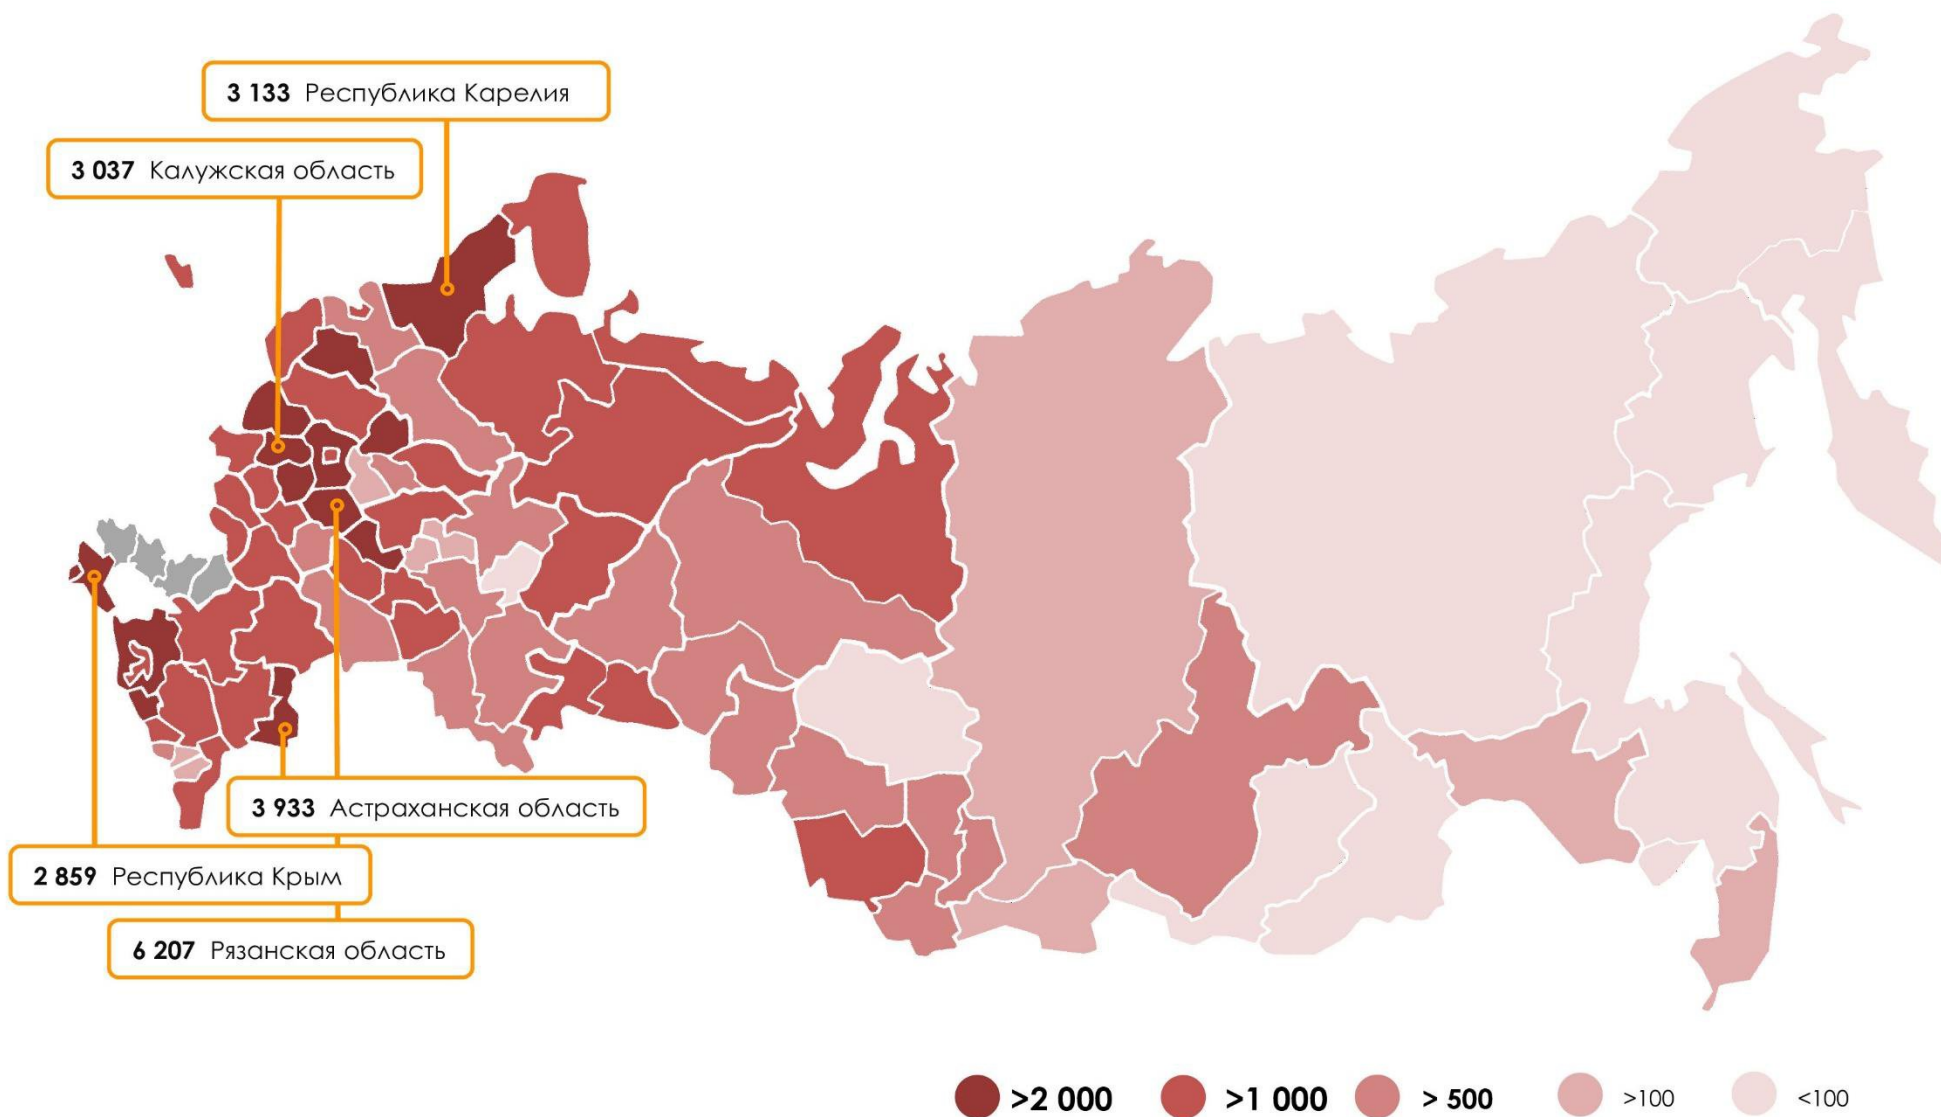 3 133 Республика Карелия
3 037 Калужская область
3 933 Астраханская область
2 859 Республика Крым
6 207 Рязанская область
>2 000
>1 000
> 500
>100
<100